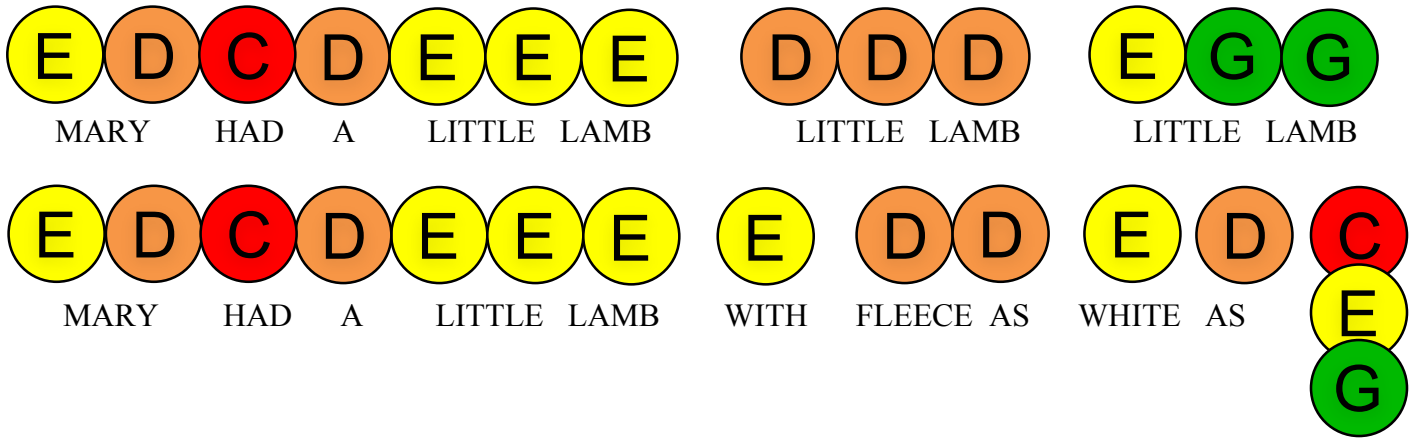 E D C D E E E D D D E G G
MARY HAD A LITTLE LAMB LITTLE LAMB LITTLE LAMB
E D C D E E E E D D E D C
MARY HAD A LITTLE LAMB WITH FLEECE AS WHITE AS E
G